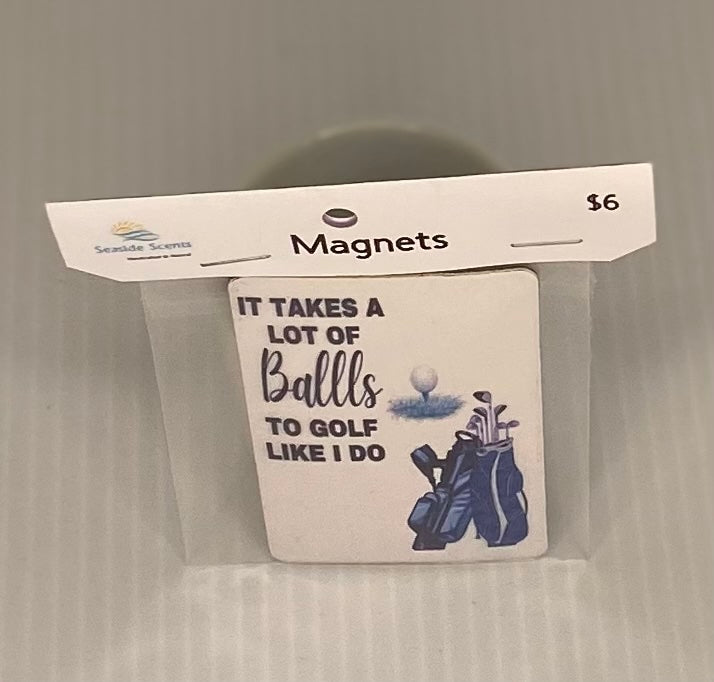 $6
Seaside Scents
Magnets
IT TAKES A
LOT OF
Ballls
TO GOLF
LIKE I DO